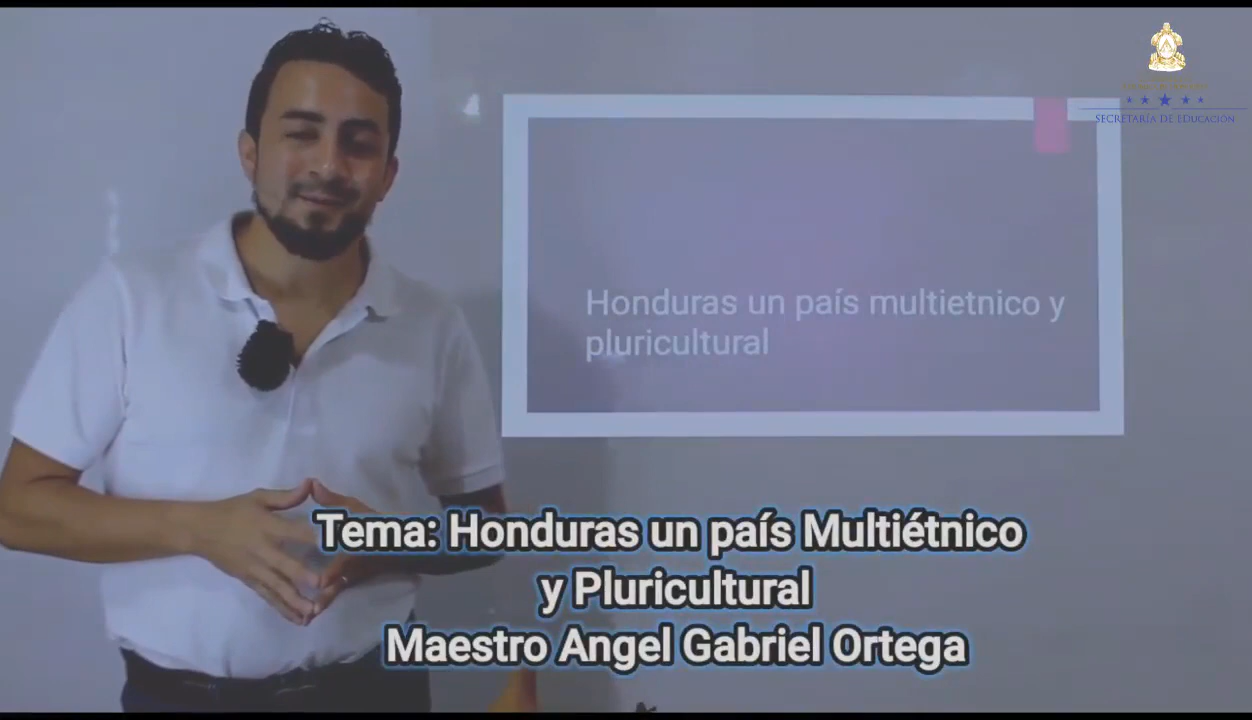 SECRETARÍA DE EDUCACIÓN
Honduras un país multietnico y
pluricultural
Tema: Honduras un país Multiétnico
y Pluricultural
Maestro Angel Gabriel Ortega